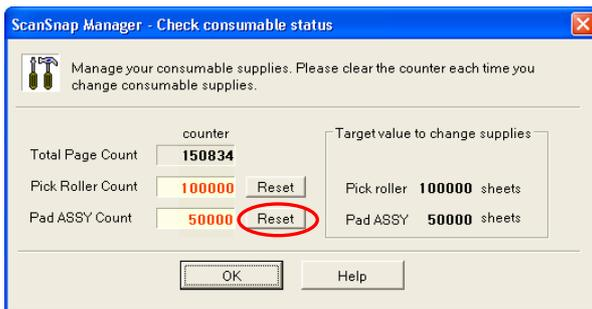 ScanSnap Manager - Check consumable status
Manage your consumable supplies. Please clear the counter each time you
change consumable supplies.
counter
Total Page Count 150834
Pick Roller Count 100000 Reset
Pad ASSY Count 50000 Reset
Target value to change supplies
Pick roller 100000 sheets
Pad ASSY 50000 sheets
OK Help